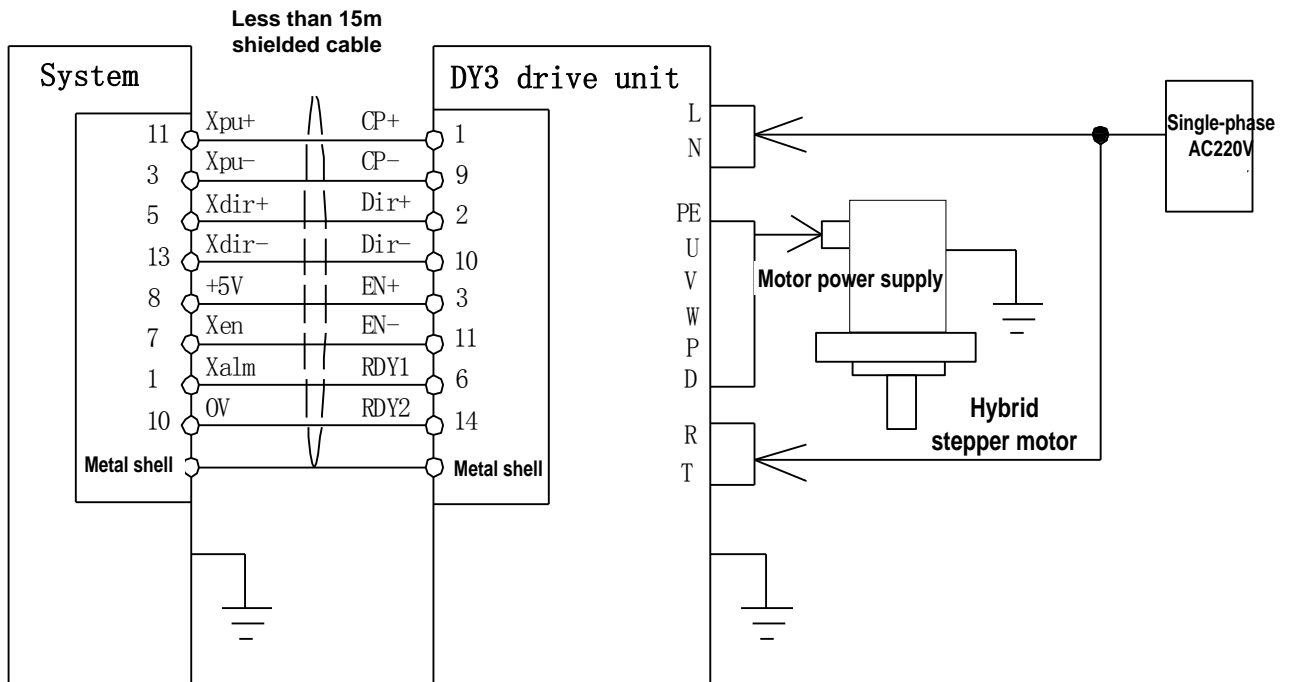 Less than 15m
shielded cable
System
DY3 drive unit
11 Xpu+ CP+ 1
3 Xpu- CP- 9
5 Xdir+ Dir+ 2
13 Xdir- Dir- 10
8 +5V EN+ 3
7 Xen EN- 11
1 Xalm RDY1 6
10 0V RDY2 14
Metal shell Metal shell
L
N
PE
U
V
W
P
D
R
T
Single-phase
AC220V
Motor power supply
Hybrid
stepper motor